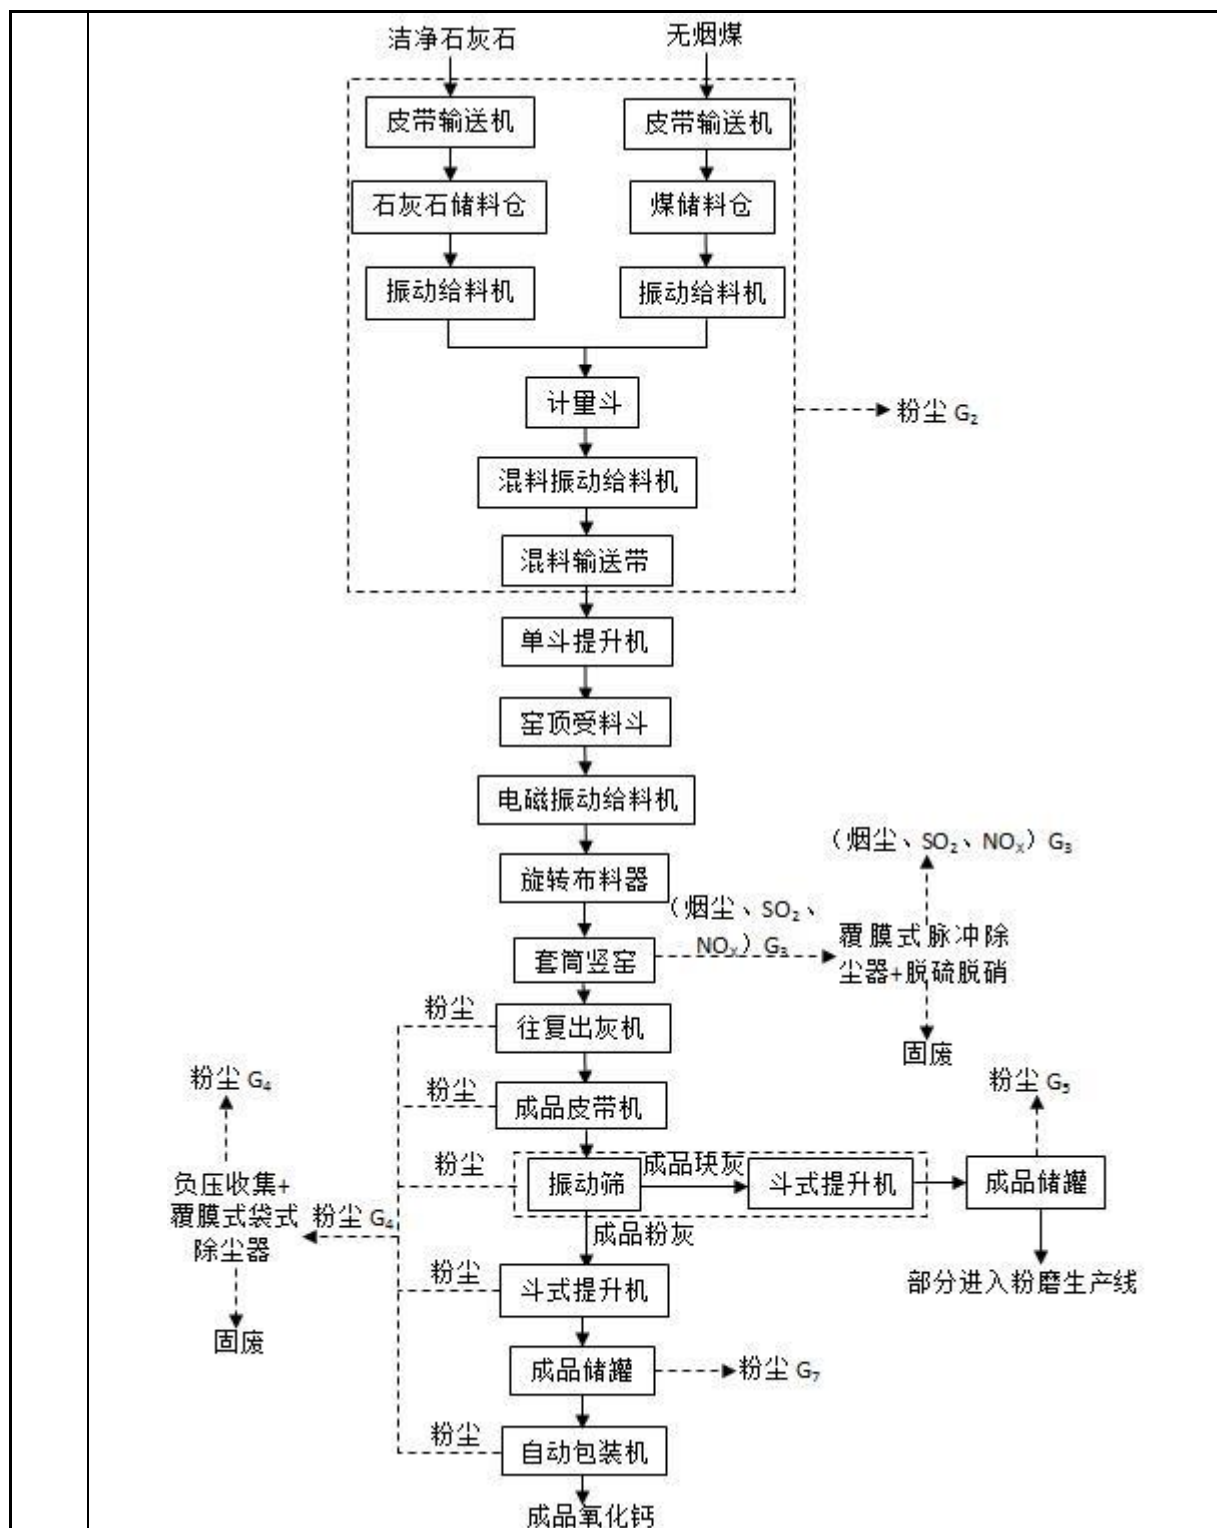 洁净石灰石
无烟煤
皮带输送机
皮带输送机
石灰石储料仓
煤储料仓
振动给料机
振动给料机
计量斗
粉尘 G₂
混料振动给料机
混料输送带
单斗提升机
窑顶受料斗
电磁振动给料机
（烟尘、SO₂、NOₓ）G₃
旋转布料器
（烟尘、SO₂、
NOₓ）G₃
覆膜式脉冲除
尘器+脱硫脱硝
套筒竖窑
粉尘
往复出灰机
固废
粉尘 G₄
粉尘
成品皮带机
粉尘 G₅
粉尘
振动筛
成品块灰
斗式提升机
成品储罐
负压收集+
覆膜式袋式
除尘器
粉尘 G₄
成品粉灰
粉尘
斗式提升机
部分进入粉磨生产线
固废
成品储罐
粉尘 G₇
粉尘
自动包装机
成品氧化钙